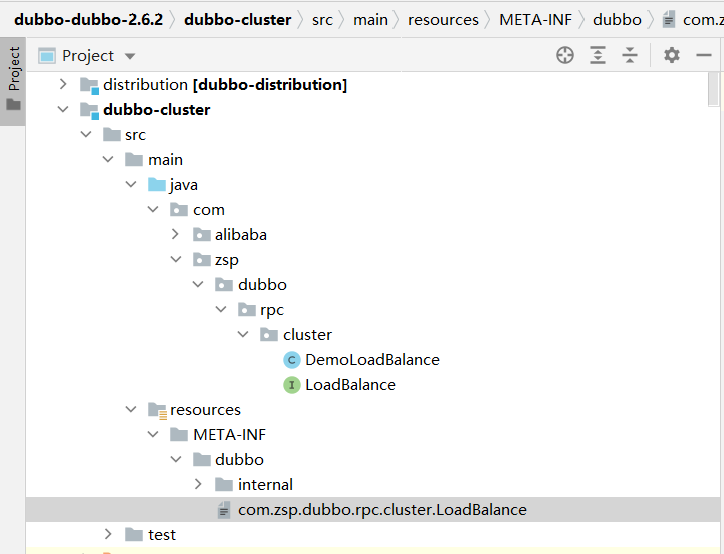 dubbo-dubbo-2.6.2 dubbo-cluster src main resources META-INF dubbo com.z
Project
Project
distribution [dubbo-distribution]
dubbo-cluster
src
main
java
com
alibaba
zsp
dubbo
rpc
cluster
C DemoLoadBalance
I LoadBalance
resources
META-INF
dubbo
internal
com.zsp.dubbo.rpc.cluster.LoadBalance
test